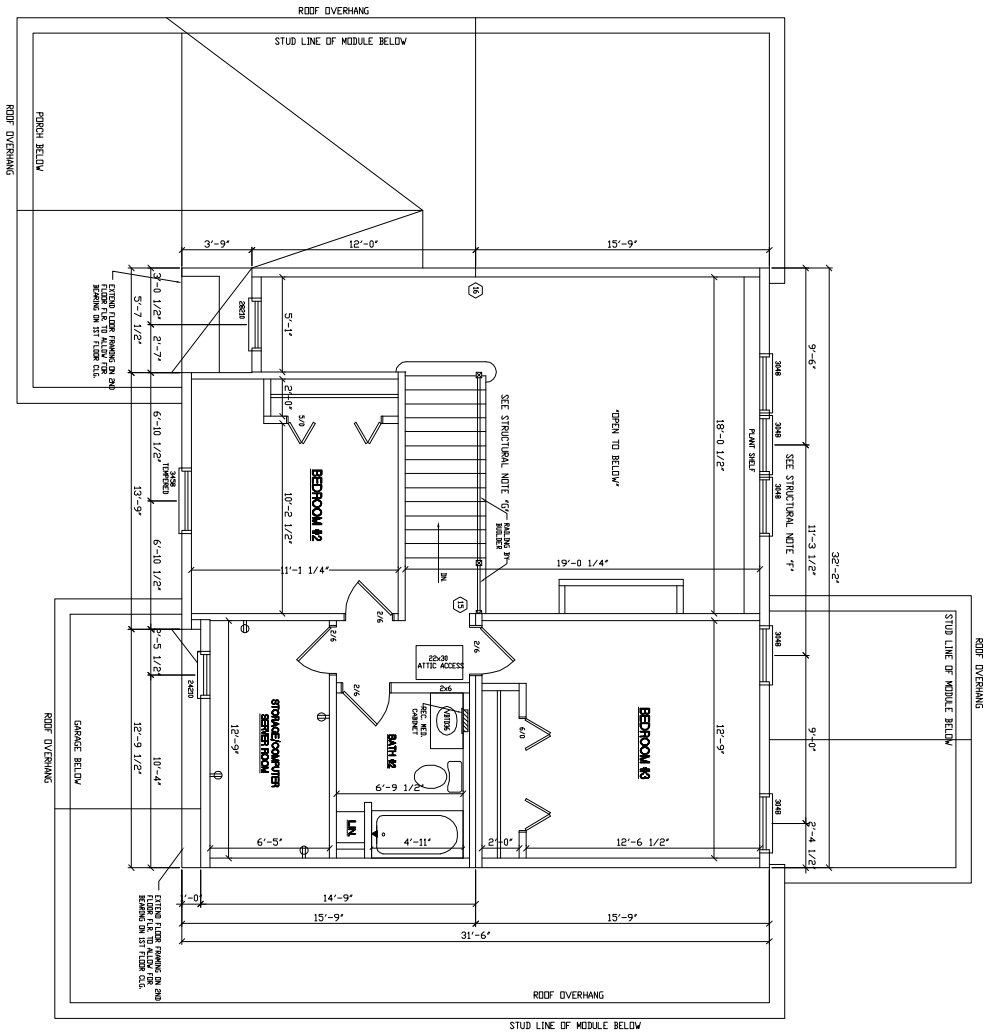 ROOF OVERHANG
STUD LINE OF MODULE BELOW
ROOF OVERHANG
PORCH BELOW
3'-9"
12'-0"
15'-9"
EXTEND FLOOR FRAMING ON 2ND
FLOOR FLR. TO ALLOW FOR
BEARING ON 1ST FLOOR CLG.
3'-0 1/2"
5'-7 1/2"
2'-7"
28210
5'-1"
16
9'-6"
3048
3048
3048
SEE STRUCTURAL NOTE "F"
11'-3 1/2"
32'-2"
PLANT SHELF
18'-0 1/2"
"OPEN TO BELOW"
SEE STRUCTURAL NOTE "G"
RAILING BY
BUILDER
DN.
19'-0 1/4"
15
2'-0"
5/0
BEDROOM #2
10'-2 1/2"
11'-1 1/4"
6'-10 1/2"
13'-9"
6'-10 1/2"
3458
TEMPERED
2/6
2/6
2/6
2/6
22x30
ATTIC ACCESS
2x6
REC. MED.
CABINET
BATH #2
6'-9 1/2"
LIN.
4'-11"
STORAGE/COMPUTER
SERVER ROOM
12'-9"
6'-5"
24210
2'-5 1/2"
12'-9 1/2"
10'-4"
BEDROOM #3
12'-9"
6/0
2'-0"
12'-6 1/2"
3048
3048
9'-0"
2'-4 1/2"
STUD LINE OF MODULE BELOW
ROOF OVERHANG
GARAGE BELOW
ROOF OVERHANG
1'-0"
14'-9"
15'-9"
15'-9"
31'-6"
EXTEND FLOOR FRAMING ON 2ND
FLOOR FLR. TO ALLOW FOR
BEARING ON 1ST FLOOR CLG.
ROOF OVERHANG
STUD LINE OF MODULE BELOW